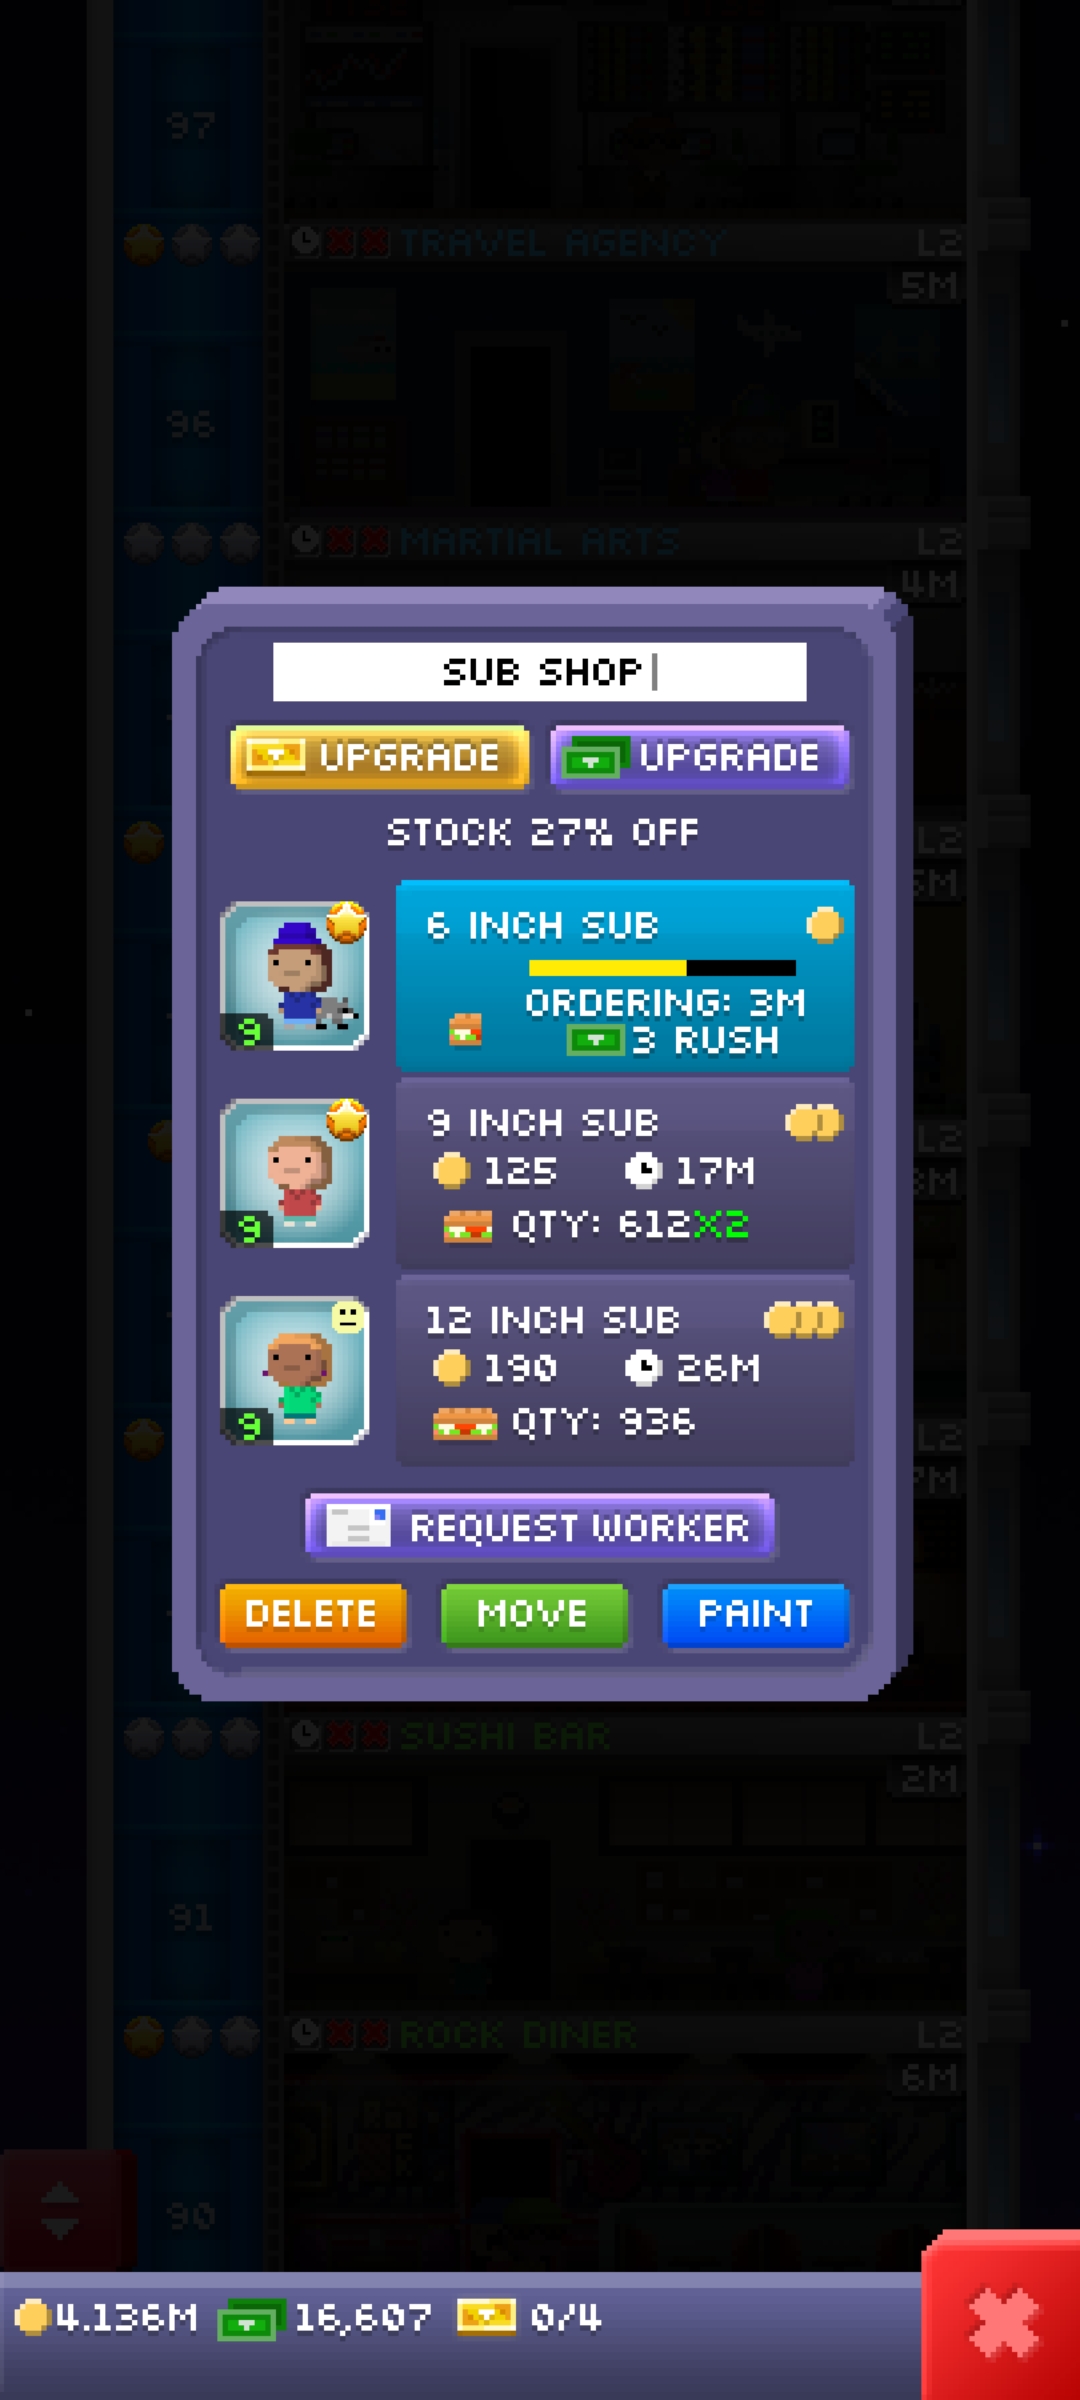 97
TRAVEL AGENCY L2
5M
96
MARTIAL ARTS L2
4M
SUB SHOP
UPGRADE UPGRADE
STOCK 27% OFF
L2
6 INCH SUB
ORDERING: 3M
3 RUSH
9
9 INCH SUB
L2
125 17M
QTY: 612X2
9
12 INCH SUB
190 26M
QTY: 936
9
L2
REQUEST WORKER
DELETE MOVE PAINT
SUSHI BAR L2
2M
91
ROCK DINER L2
6M
90
4.136M 16,607 0/4